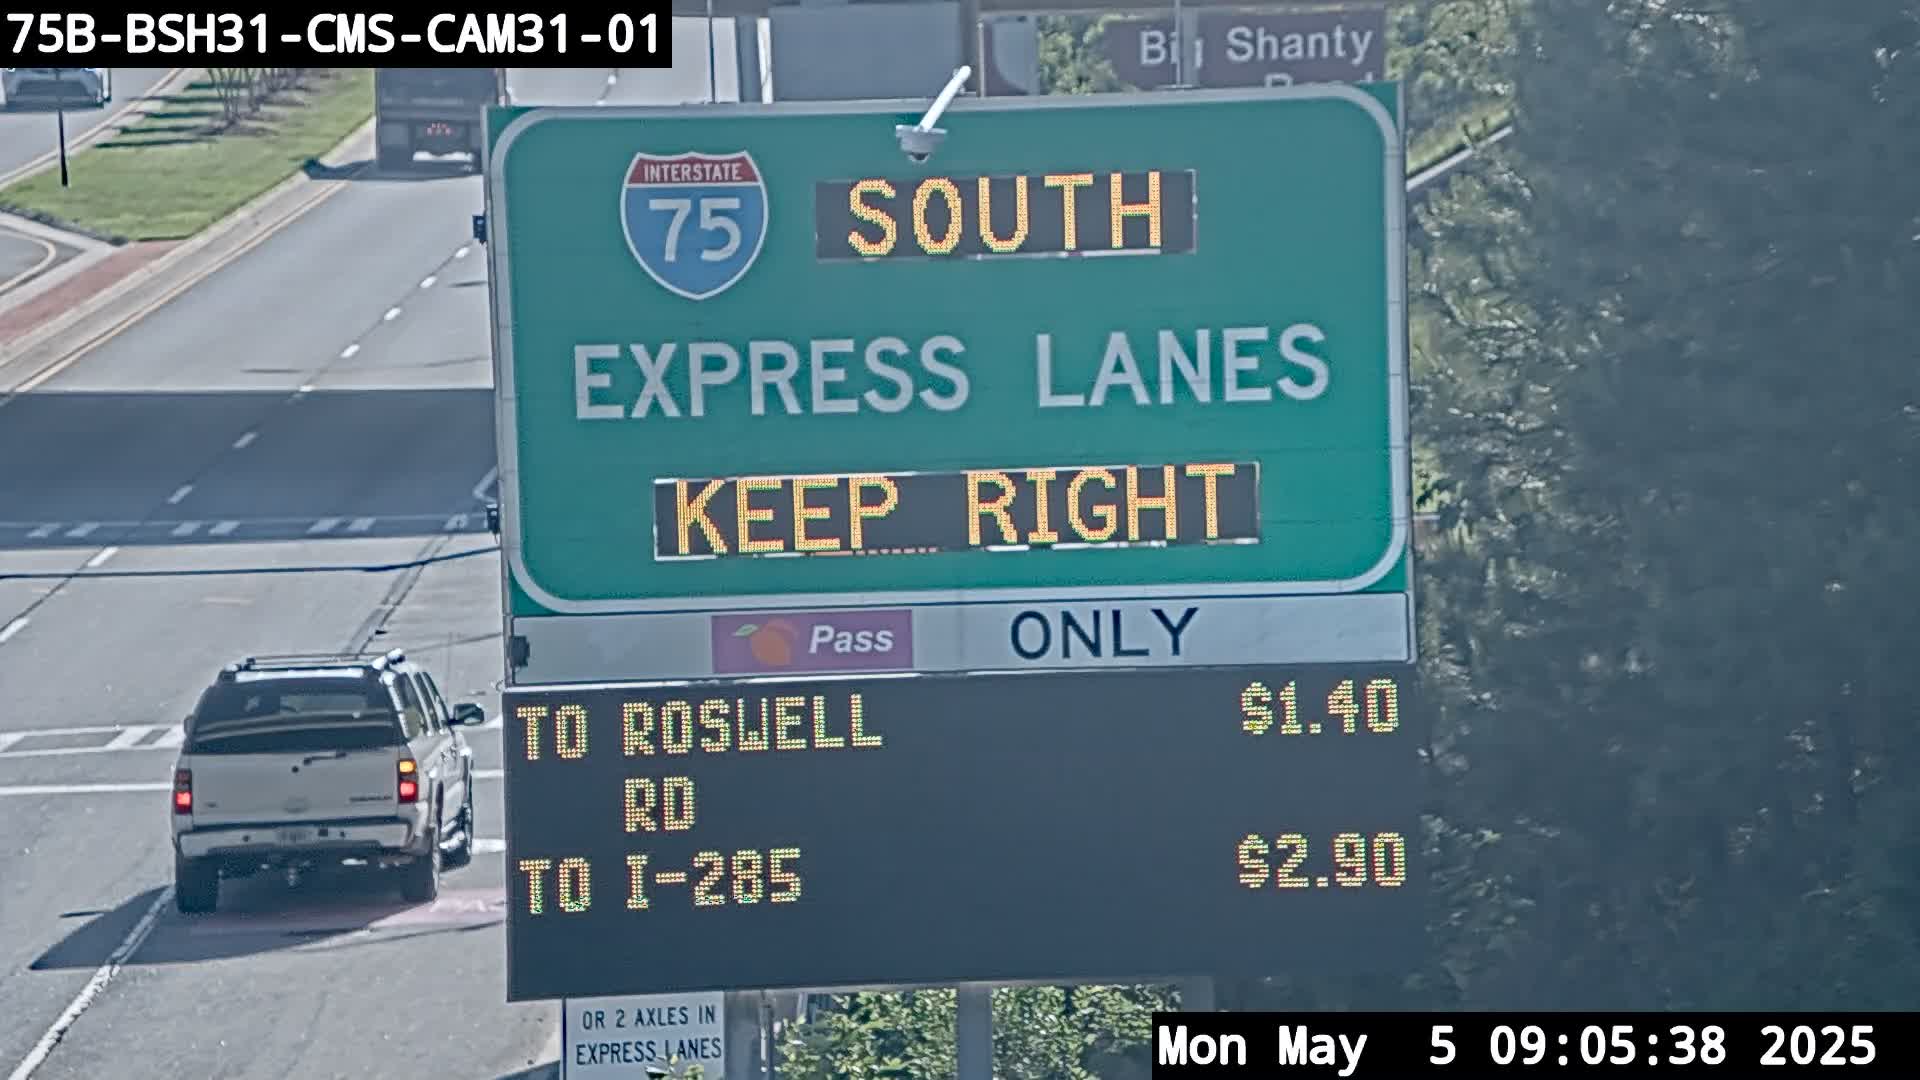 75B-BSH31-CMS-CAM31-01
Big Shanty
Road
INTERSTATE
75
SOUTH
EXPRESS LANES
KEEP RIGHT
Pass
ONLY
TO ROSWELL $1.40
RD
TO I-285 $2.90
OR 2 AXLES IN
EXPRESS LANES
Mon May 5 09:05:38 2025